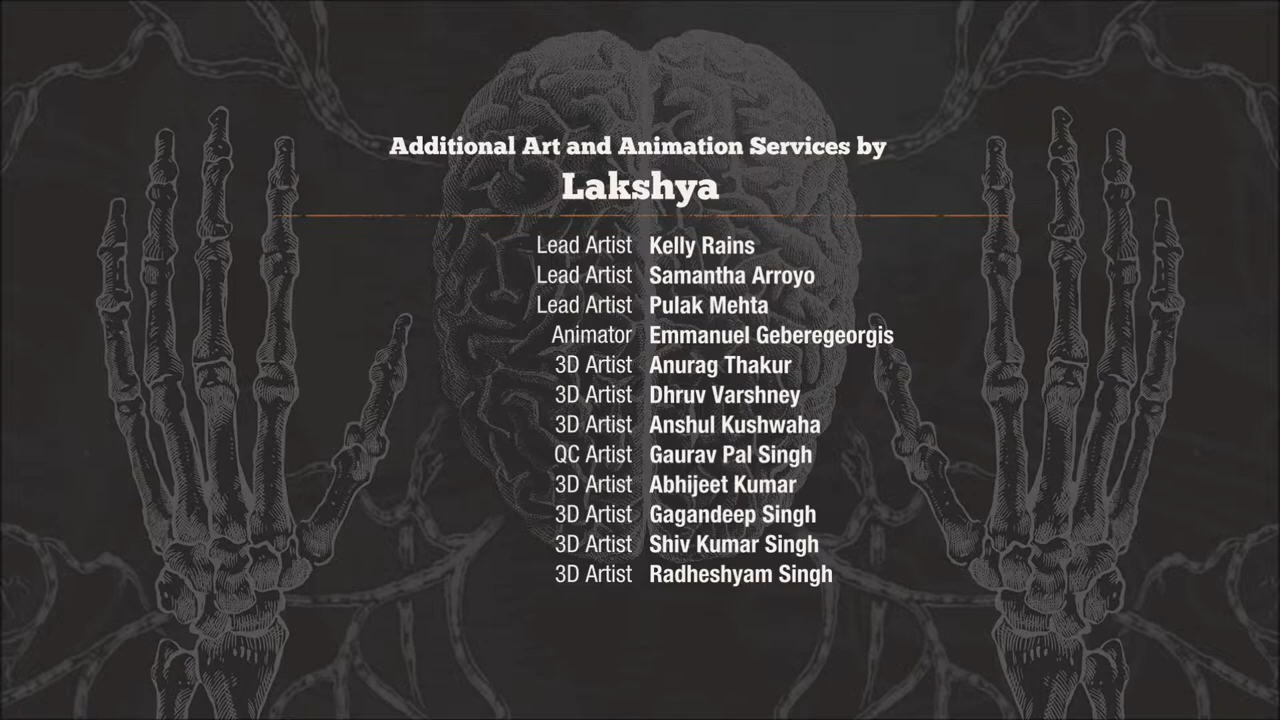 Additional Art and Animation Services by
Lakshya
Lead Artist Kelly Rains
Lead Artist Samantha Arroyo
Lead Artist Pulak Mehta
Animator Emmanuel Geberegeorgis
3D Artist Anurag Thakur
3D Artist Dhruv Varshney
3D Artist Anshul Kushwaha
QC Artist Gaurav Pal Singh
3D Artist Abhijeet Kumar
3D Artist Gagandeep Singh
3D Artist Shiv Kumar Singh
3D Artist Radheshyam Singh